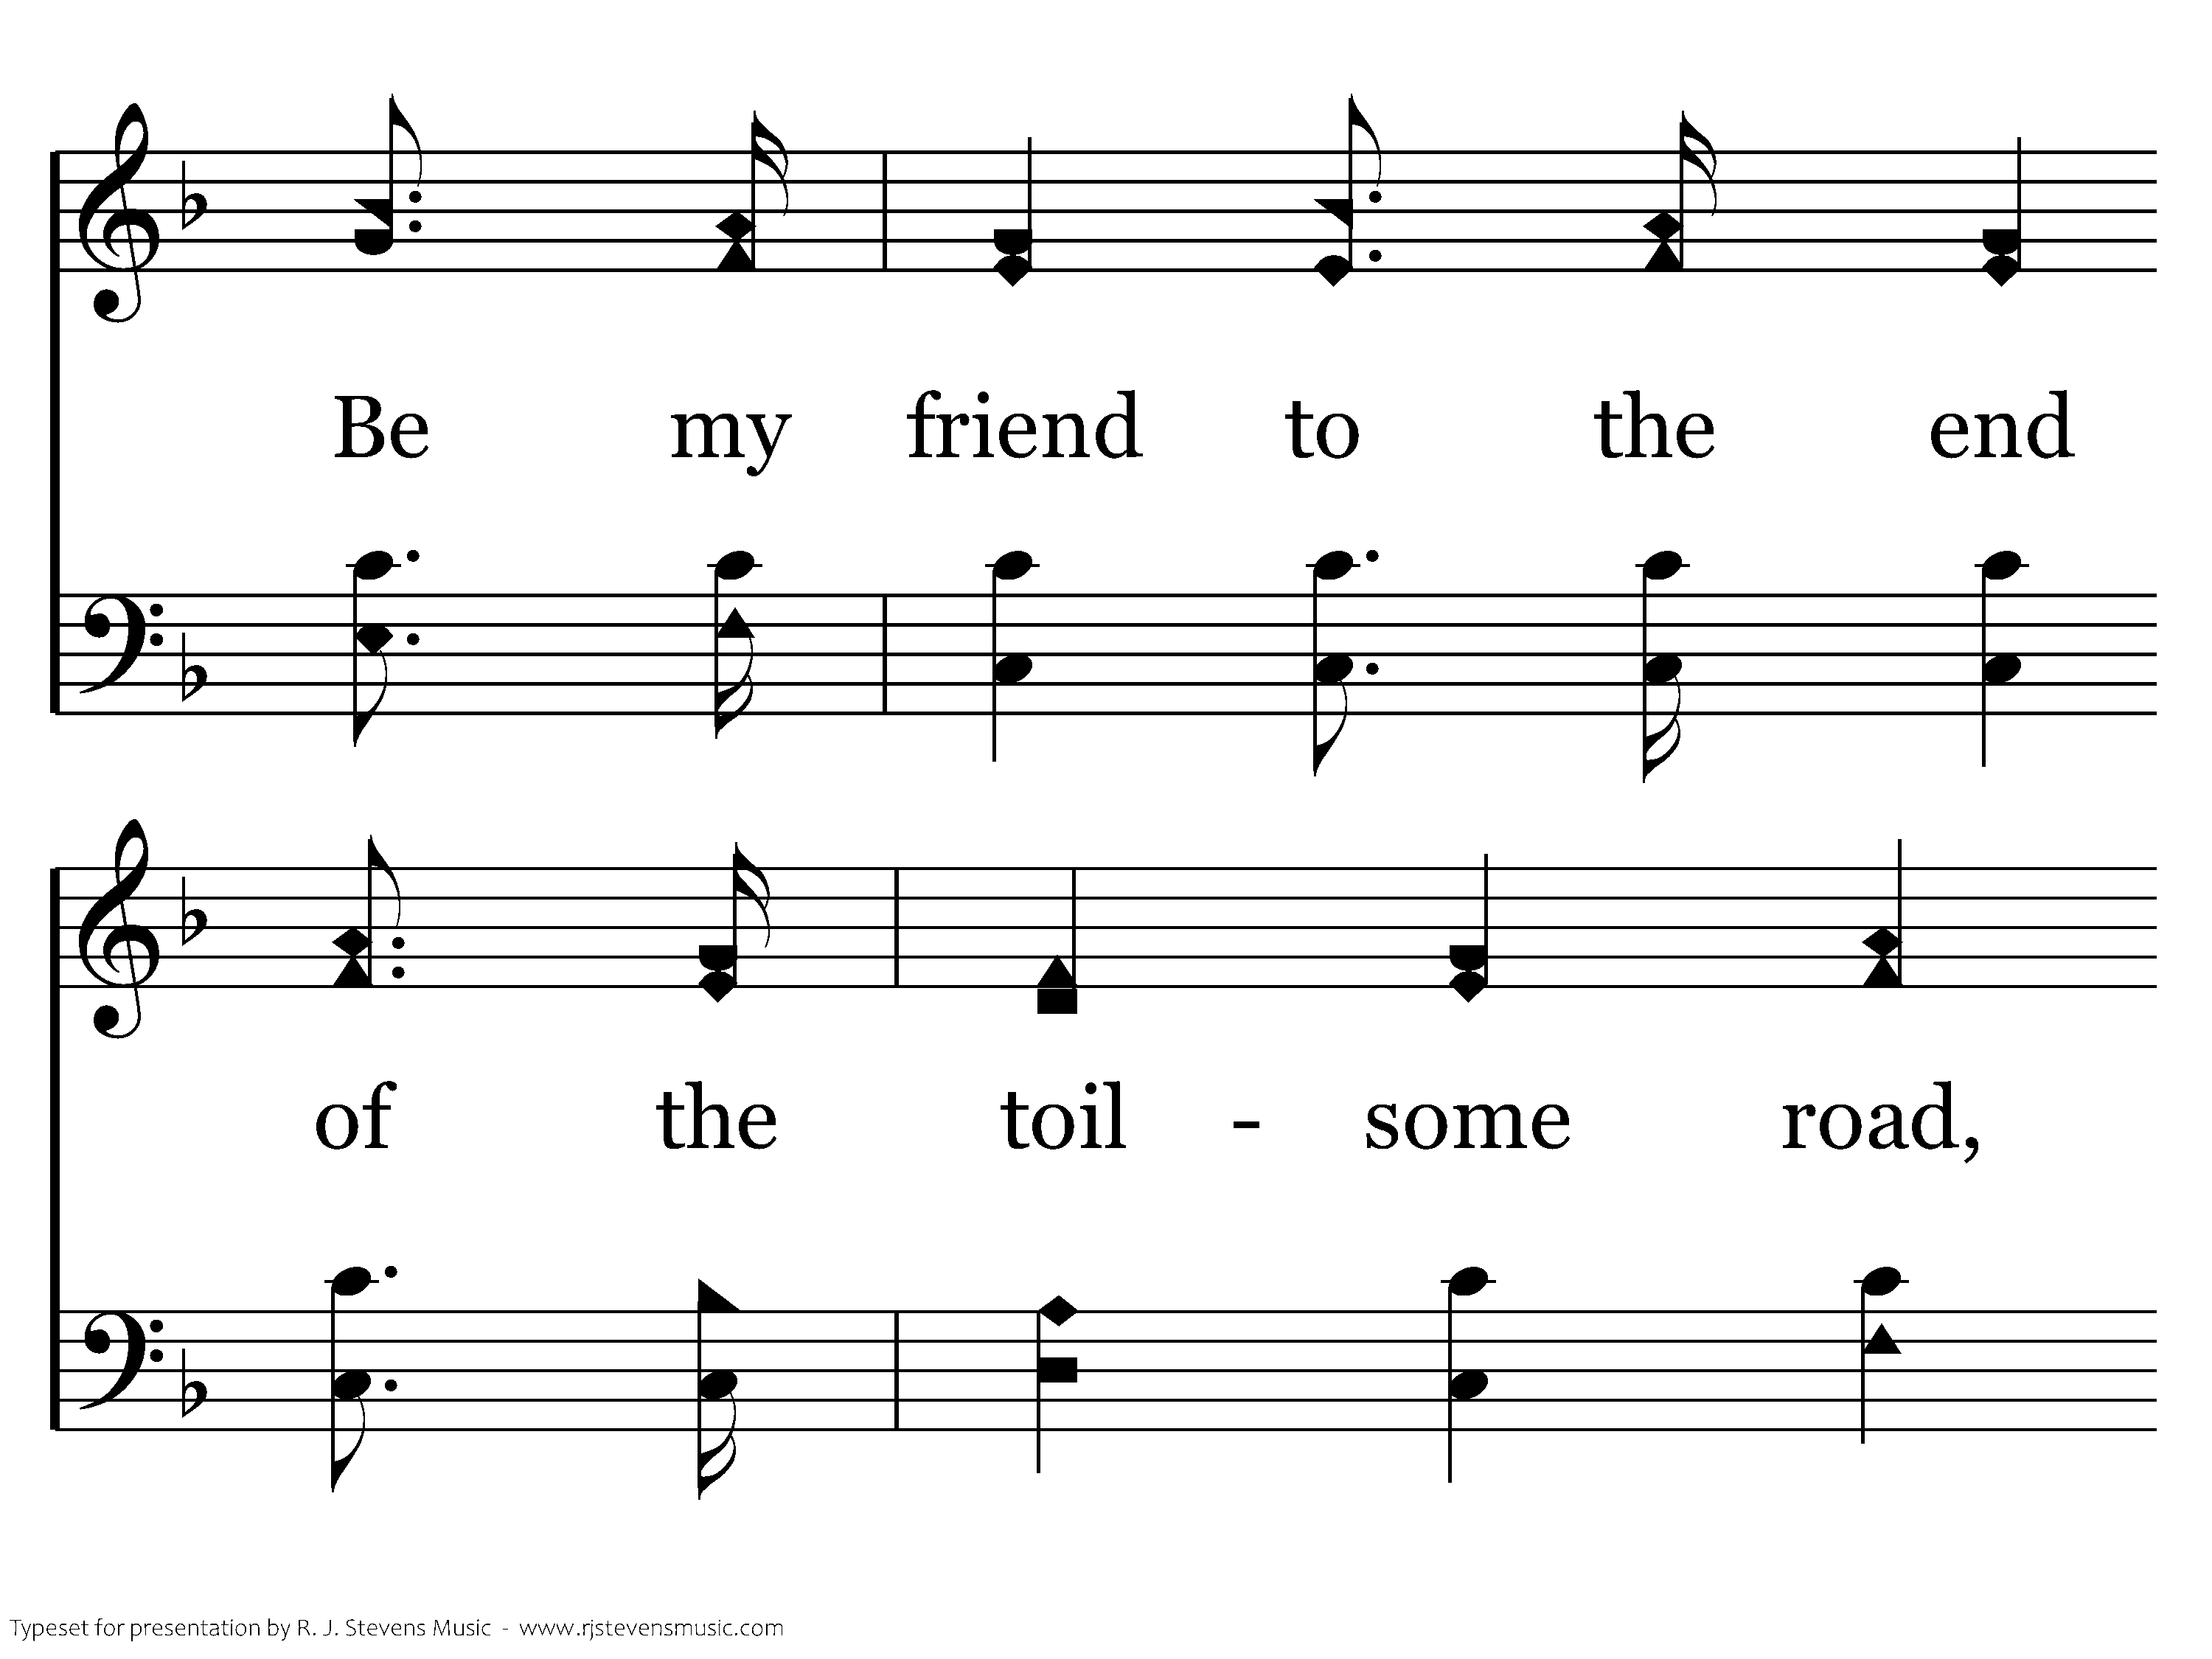 Be my friend to the end
of the toil - some road,
Typeset for presentation by R. J. Stevens Music - www.rjstevensmusic.com